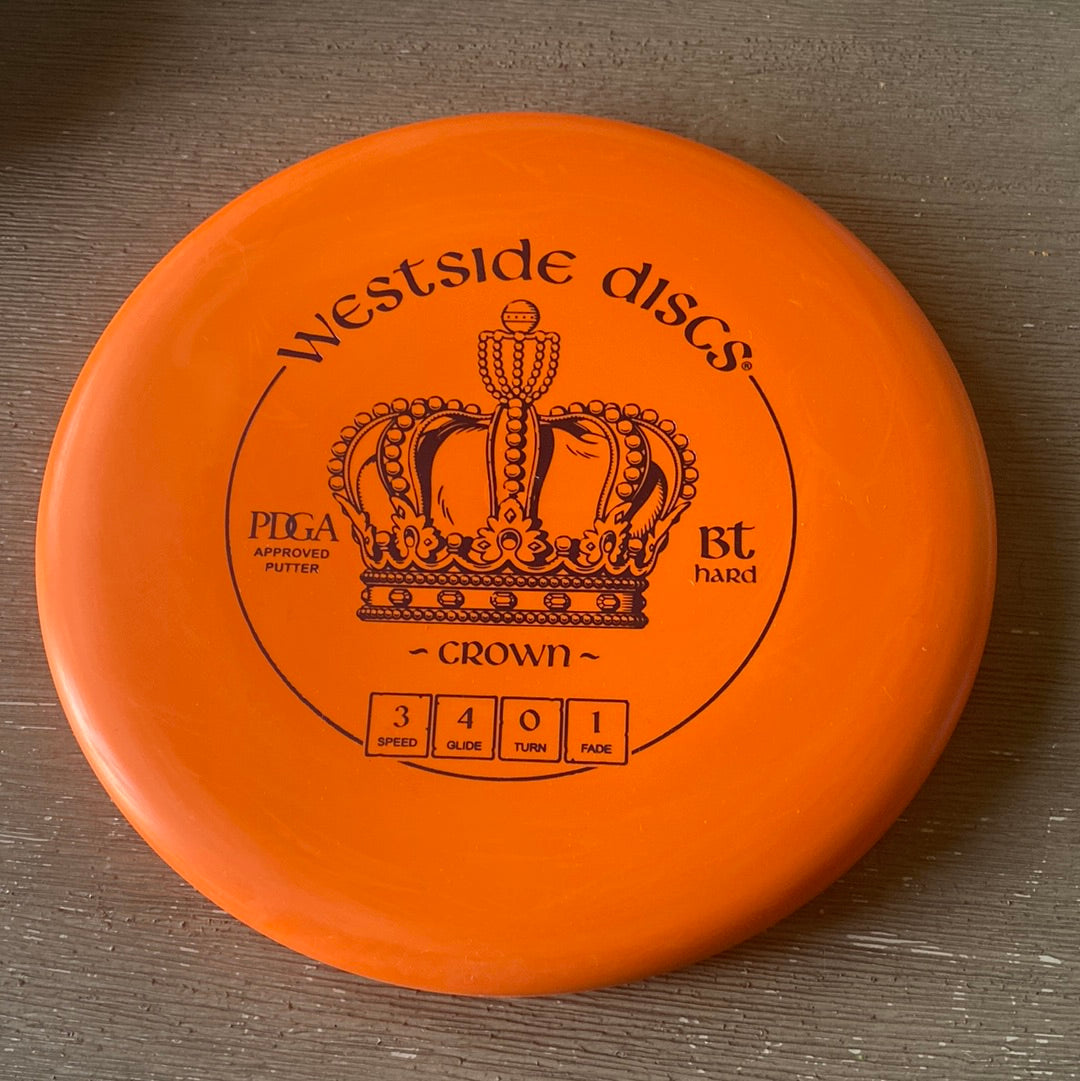 Westside discs®
PDGA
APPROVED
PUTTER
BT
hard
~ CROWN ~
3 4 0 1
SPEED GLIDE TURN FADE